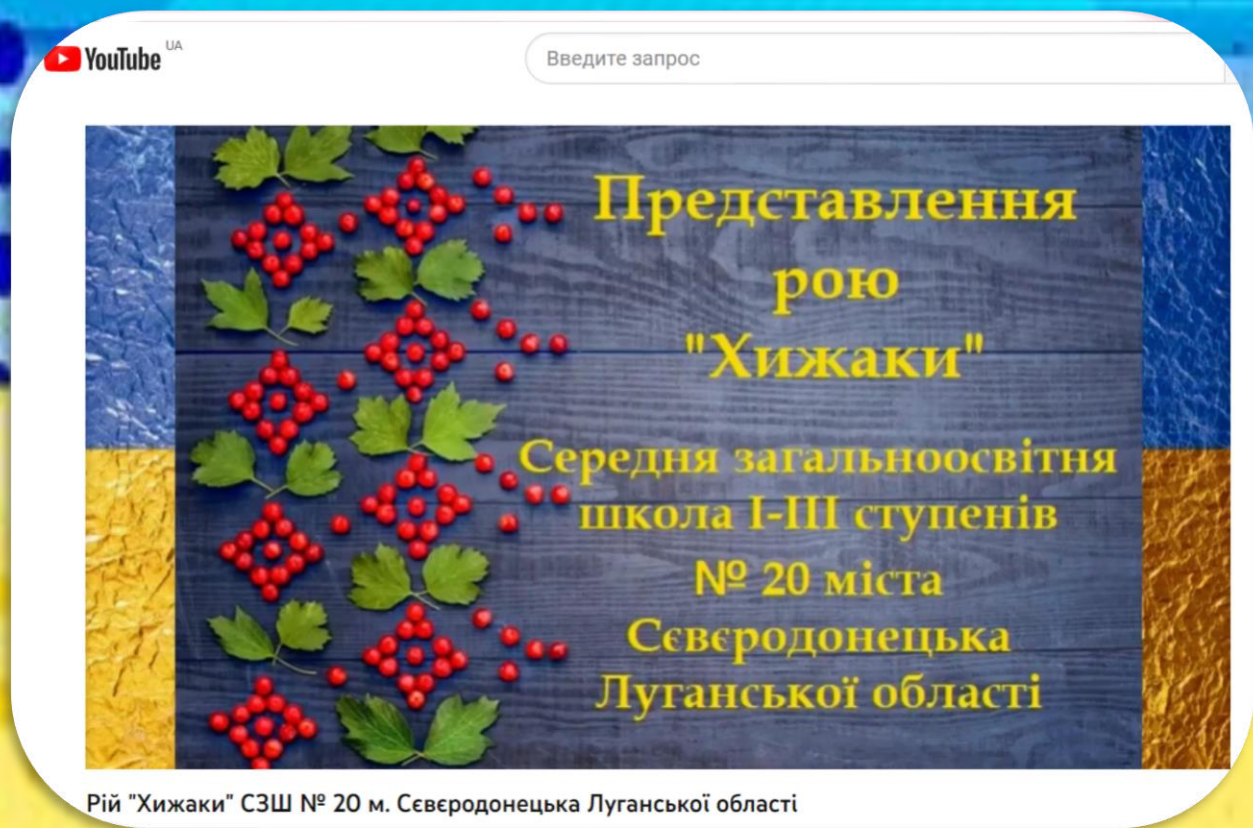 YouTube UA
Введите запрос
Представлення
рою
"Хижаки"
Середня загальноосвітня
школа І-ІІІ ступенів
№ 20 міста
Сєвєродонецька
Луганської області
Рій "Хижаки" СЗШ № 20 м. Сєвєродонецька Луганської області